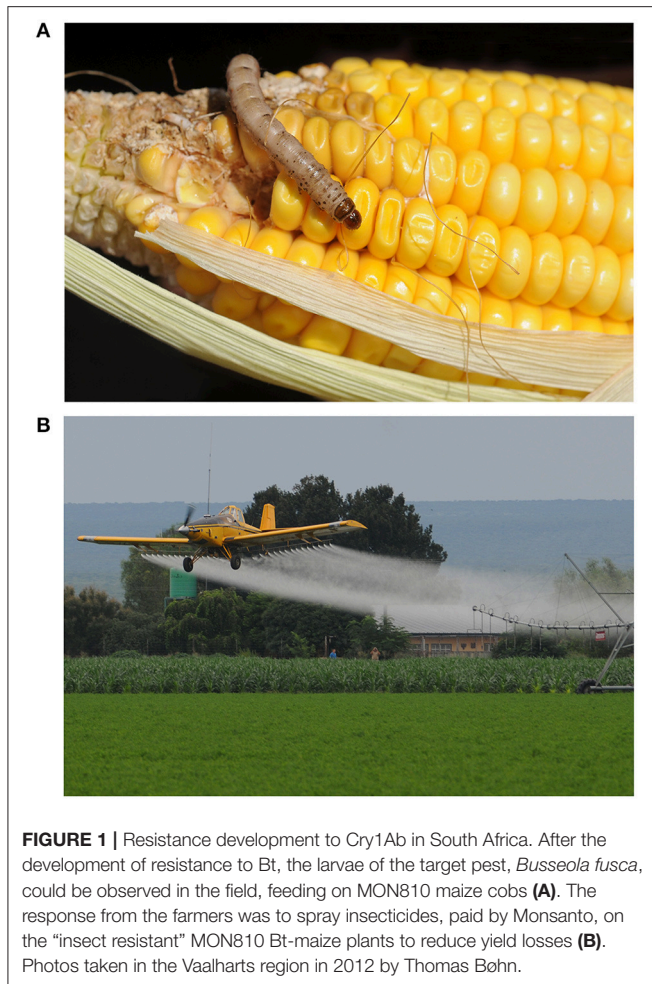 A
B
FIGURE 1 | Resistance development to Cry1Ab in South Africa. After the
development of resistance to Bt, the larvae of the target pest, Busseola fusca,
could be observed in the field, feeding on MON810 maize cobs (A). The
response from the farmers was to spray insecticides, paid by Monsanto, on
the “insect resistant” MON810 Bt-maize plants to reduce yield losses (B).
Photos taken in the Vaalharts region in 2012 by Thomas Bøhn.